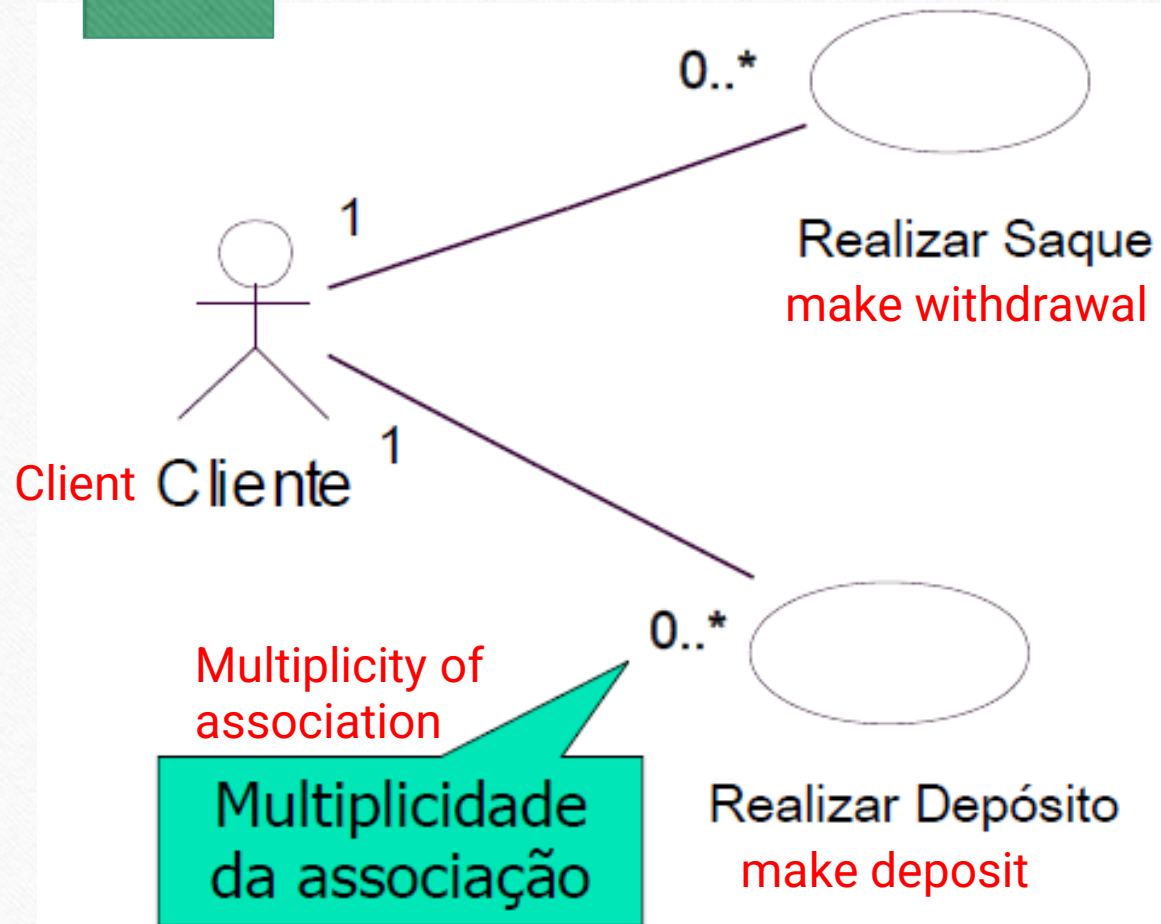 0..*
1
Realizar Saque
make withdrawal
Client Cliente
1
0..*
Multiplicity of
association
Multiplicidade
da associação
Realizar Depósito
make deposit